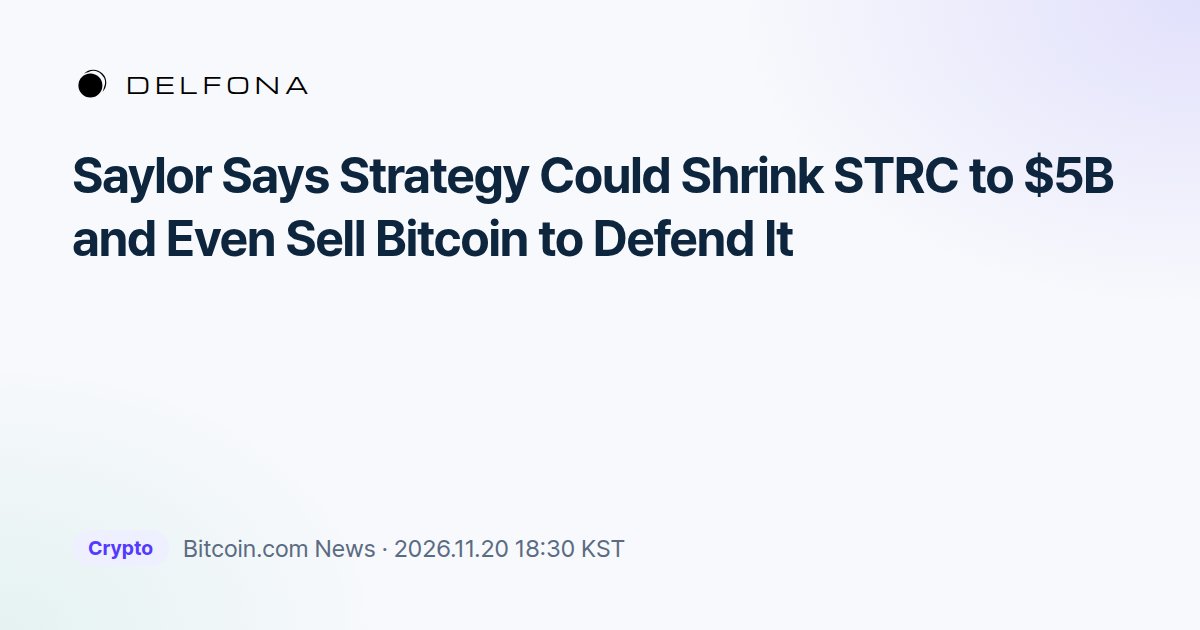 DELFONA
Saylor Says Strategy Could Shrink STRC to $5B
and Even Sell Bitcoin to Defend It
Crypto Bitcoin.com News · 2026.11.20 18:30 KST